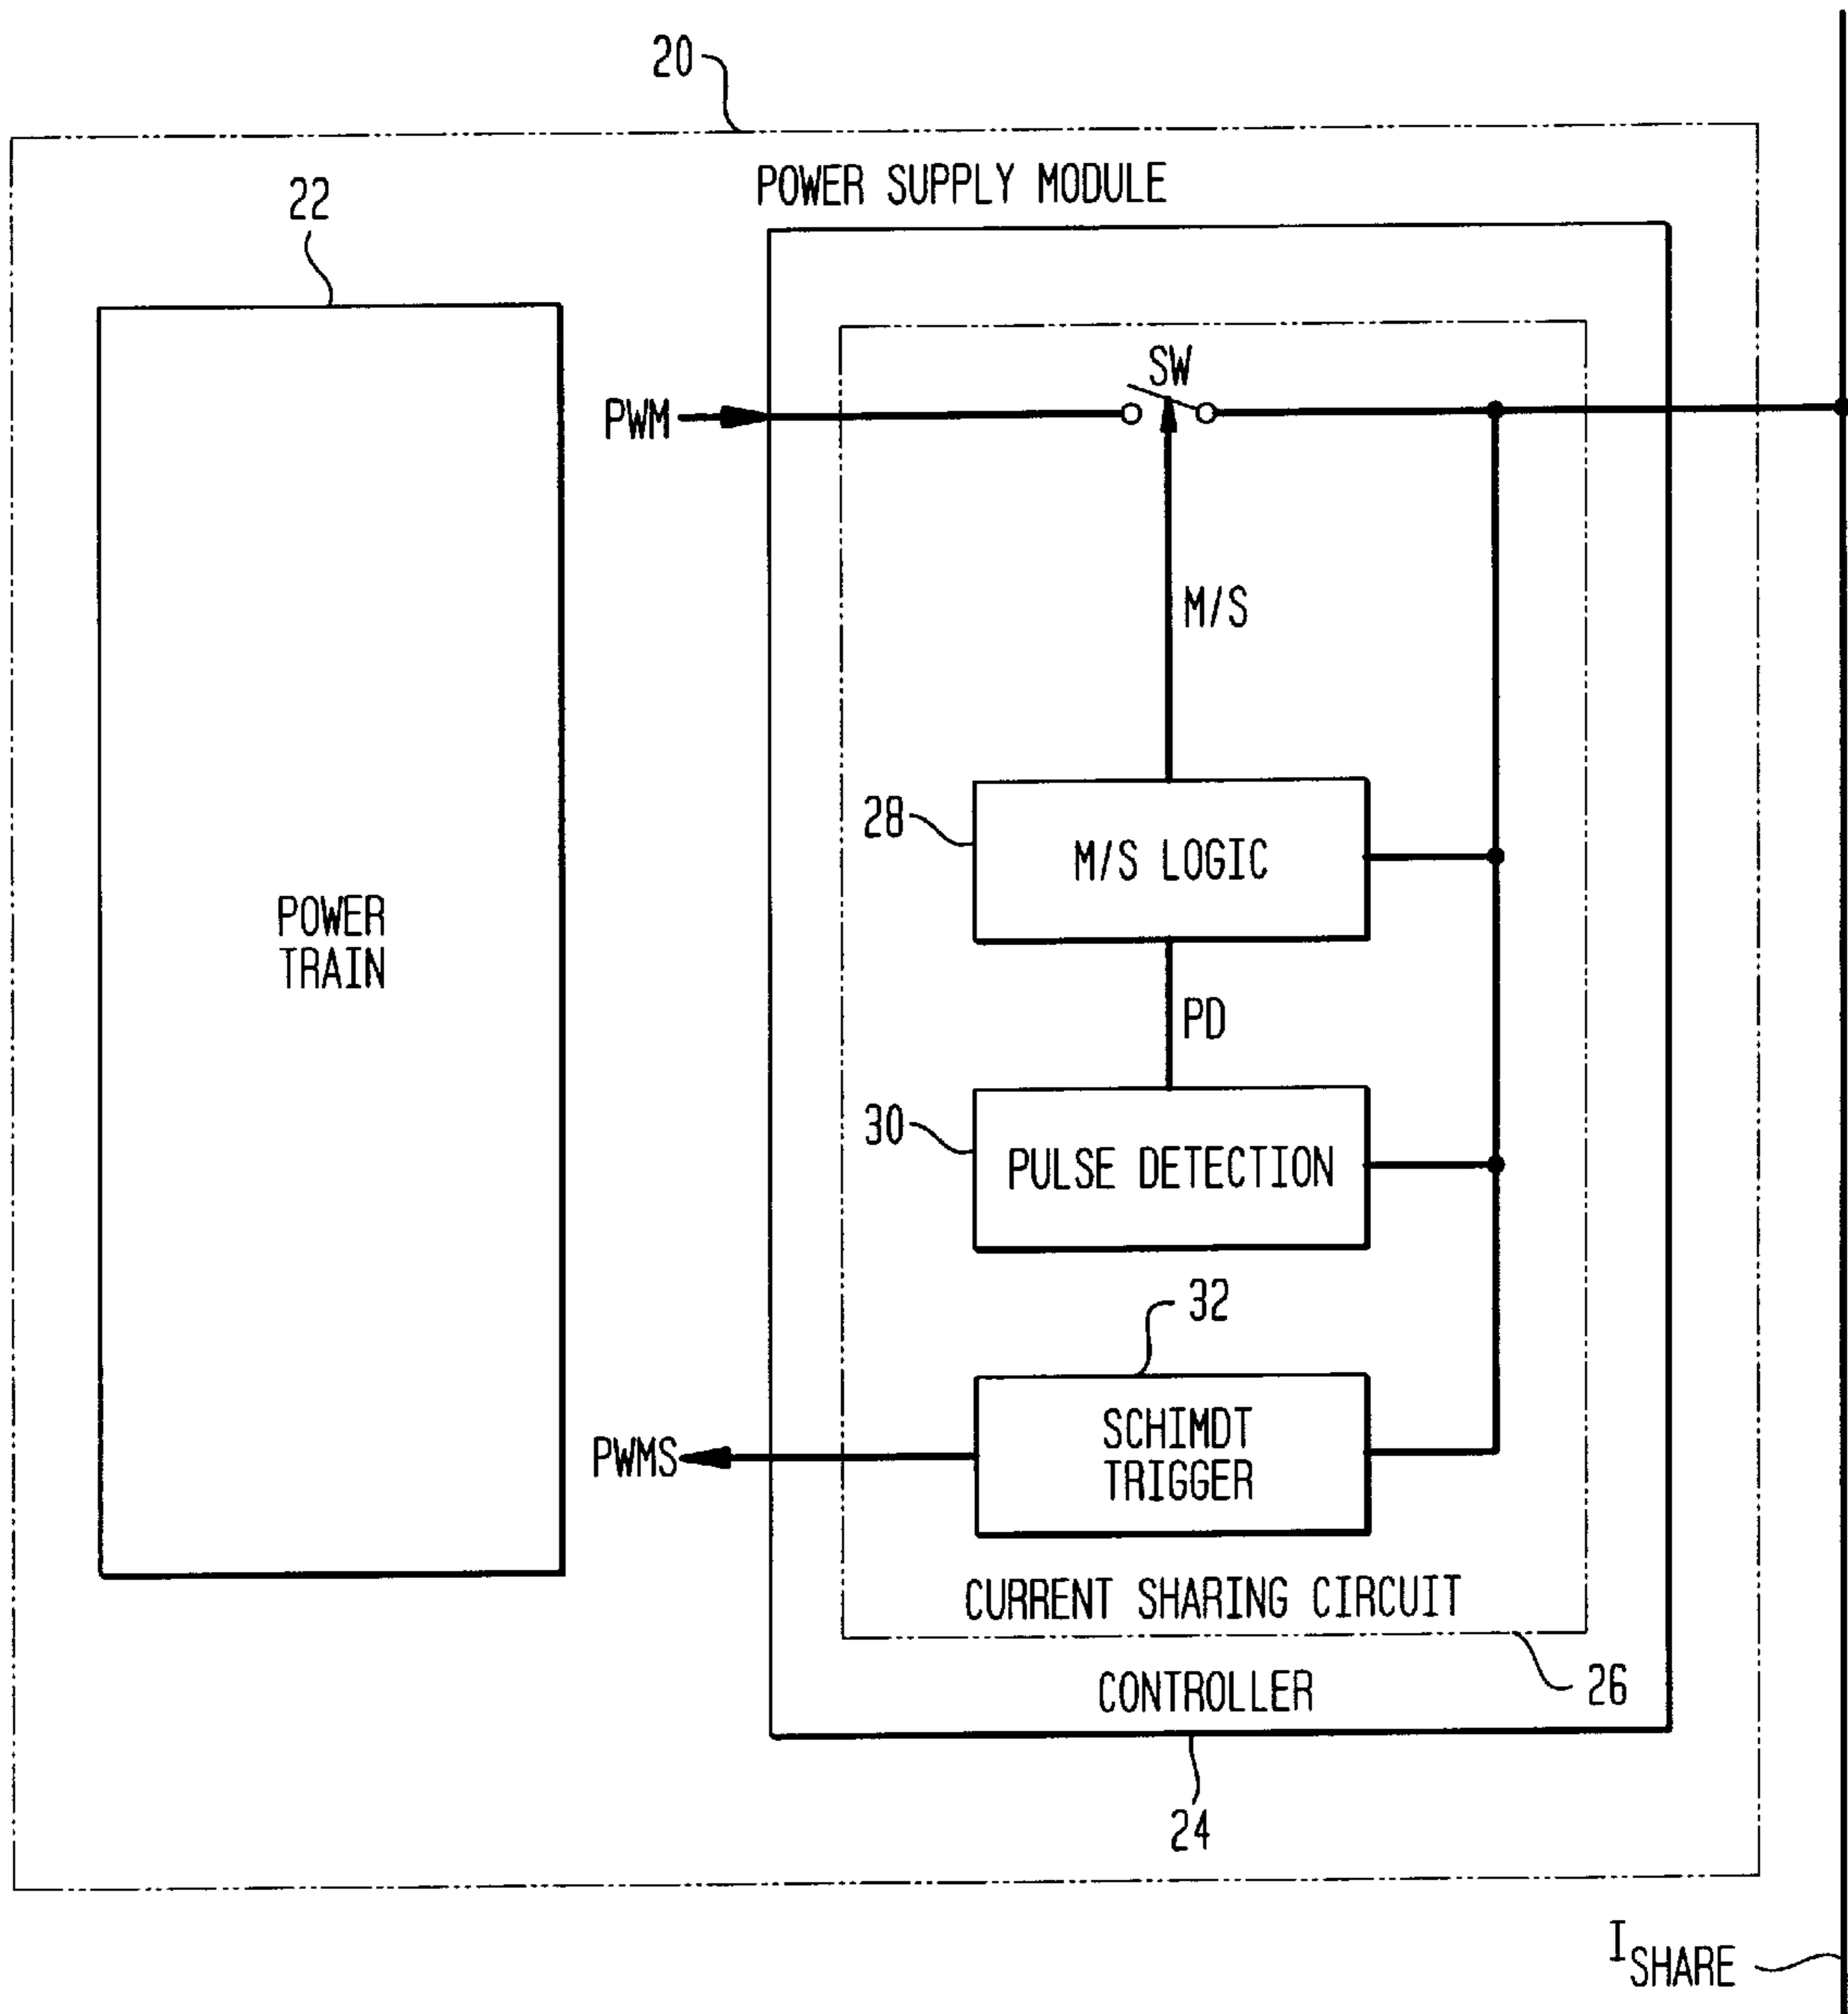 20
POWER SUPPLY MODULE
22
SW
PWM
M/S
28
M/S LOGIC
POWER
TRAIN
PD
30
PULSE DETECTION
32
SCHIMDT
TRIGGER
PWMS
CURRENT SHARING CIRCUIT
26
CONTROLLER
24
I SHARE